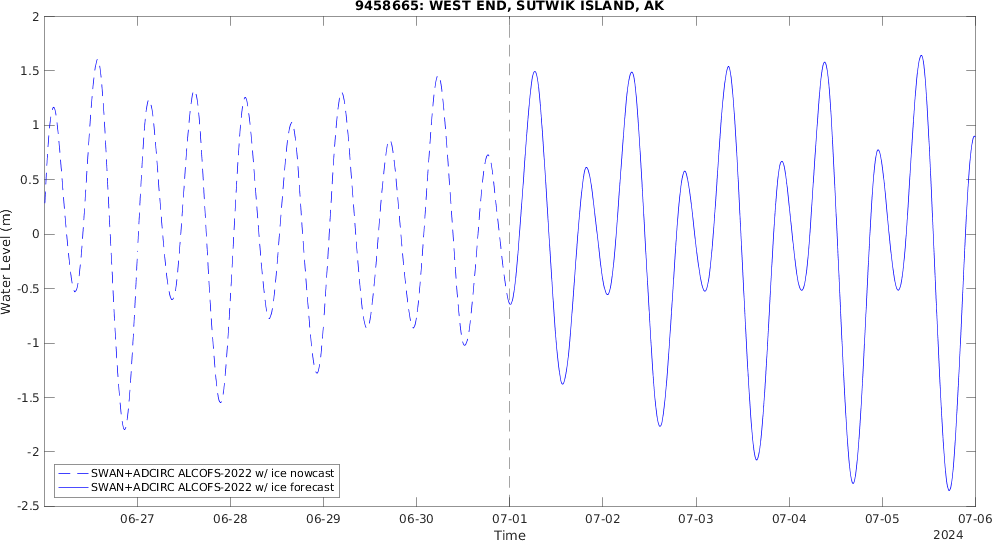 9458665: WEST END, SUTWIK ISLAND, AK
2
1.5
1
0.5
0
-0.5
-1
-1.5
-2
-2.5
Water Level (m)
SWAN+ADCIRC ALCOFS-2022 w/ ice nowcast
SWAN+ADCIRC ALCOFS-2022 w/ ice forecast
06-27 06-28 06-29 06-30 07-01 07-02 07-03 07-04 07-05 07-06
Time
2024